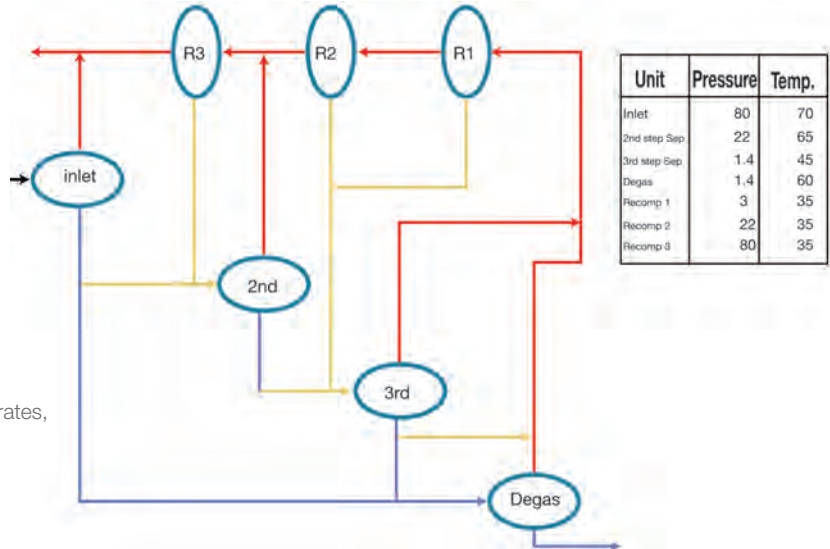 R3
R2
R1
inlet
2nd
3rd
Degas
rates,
Unit Pressure Temp.
Inlet 80 70
2nd step Sep 22 65
3rd step Sep 1.4 45
Degas 1.4 60
Recomp 1 3 35
Recomp 2 22 35
Recomp 3 80 35